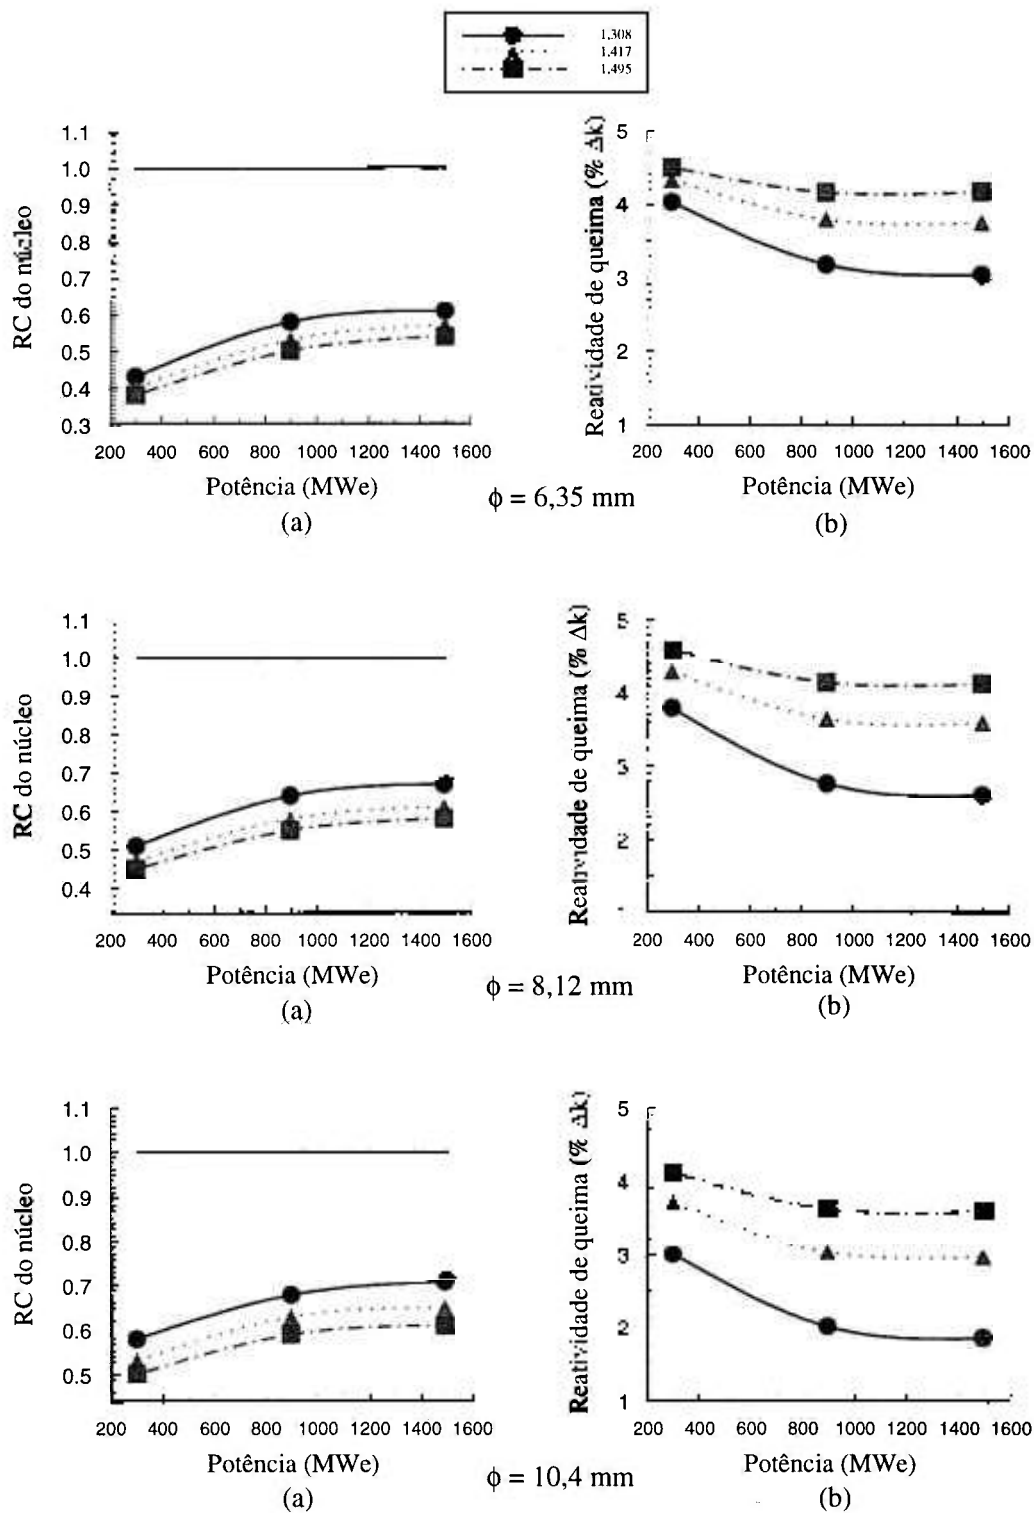 1,308
1.417
1,495
1.1
1.0
0.9
0.8
0.7
0.6
0.5
0.4
0.3
RC do núcleo
200 400 600 800 1000 1200 1400 1600
Potência (MWe)
(a)
5
4
3
2
1
Reatividade de queima (% Δk)
200 400 600 800 1000 1200 1400 1600
Potência (MWe)
(b)
ϕ = 6,35 mm
1.1
1.0
0.9
0.8
0.7
0.6
0.5
0.4
RC do núcleo
200 400 600 800 1000 1200 1400 1600
Potência (MWe)
(a)
5
4
3
2
Reatividade de queima (% Δk)
200 400 600 800 1000 1200 1400 1600
Potência (MWe)
(b)
ϕ = 8,12 mm
1.1
1.0
0.9
0.8
0.7
0.6
0.5
RC do núcleo
200 400 600 800 1000 1200 1400 1600
Potência (MWe)
(a)
5
4
3
2
1
Reatividade de queima (% Δk)
200 400 600 800 1000 1200 1400 1600
Potência (MWe)
(b)
ϕ = 10,4 mm